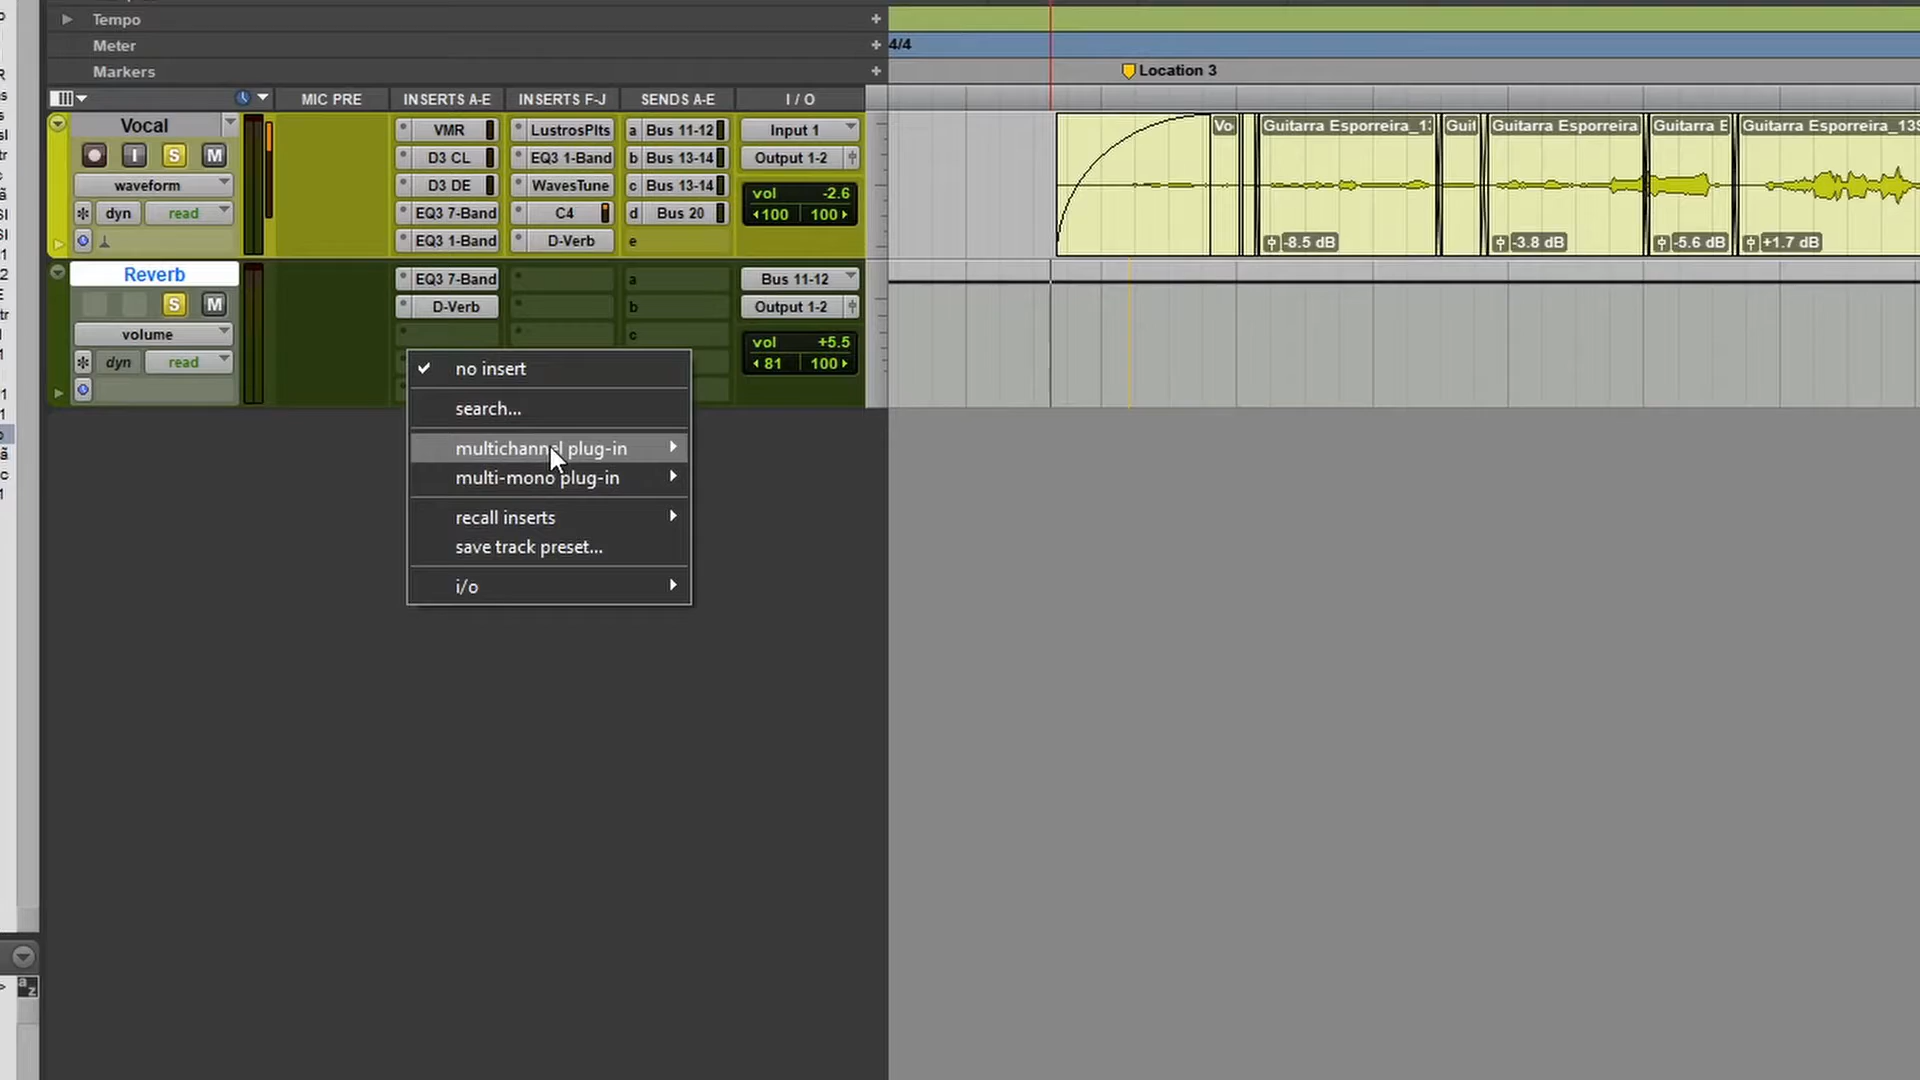 Tempo
Meter 4/4
Markers Location 3
MIC PRE INSERTS A-E INSERTS F-J SENDS A-E I / O
Vocal VMR LustrosPlts a Bus 11-12 Input 1 Vo Guitarra Esporreira_1 Guit Guitarra Esporreira Guitarra E Guitarra Esporreira_139
I S M D3 CL EQ3 1-Band b Bus 13-14 Output 1-2
waveform D3 DE WavesTune c Bus 13-14 vol -2.6
dyn read EQ3 7-Band C4 d Bus 20 100 100
EQ3 1-Band D-Verb e -8.5 dB -3.8 dB -5.6 dB +1.7 dB
Reverb EQ3 7-Band a Bus 11-12
S M D-Verb b Output 1-2
volume c vol +5.5
dyn read 81 100
no insert
search...
multichannel plug-in
multi-mono plug-in
recall inserts
save track preset...
i/o
a
z